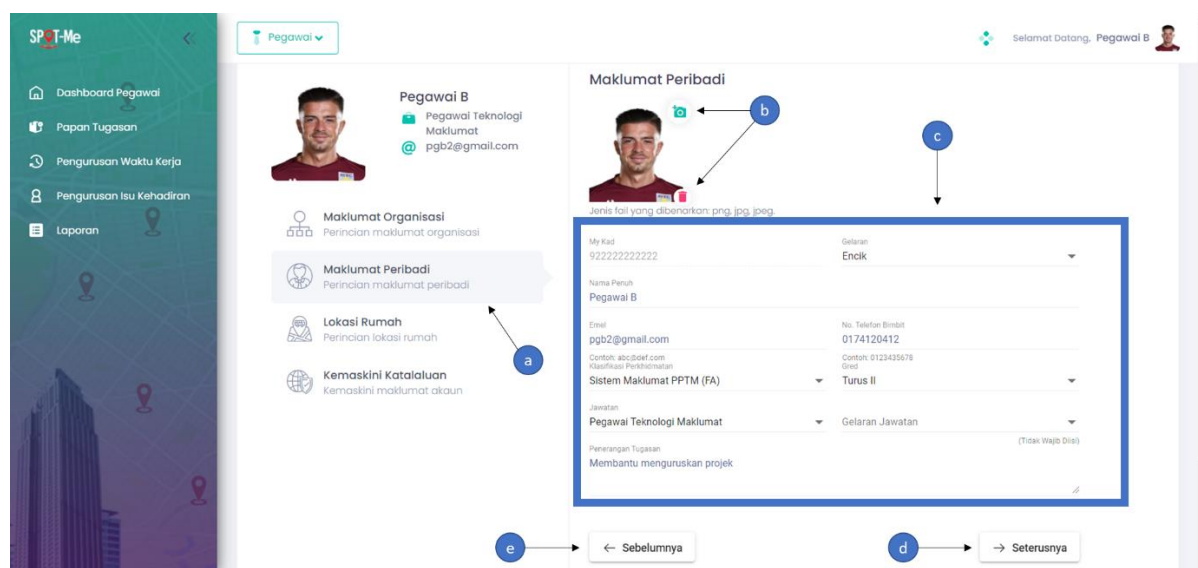 SPOT-Me
Pegawai
Selamat Datang, Pegawai B
Dashboard Pegawai
Papan Tugasan
Pengurusan Waktu Kerja
Pengurusan Isu Kehadiran
Laporan
Pegawai B
Pegawai Teknologi
Maklumat
pgb2@gmail.com
Maklumat Organisasi
Perincian maklumat organisasi
Maklumat Peribadi
Perincian maklumat peribadi
Lokasi Rumah
Perincian lokasi rumah
Kemaskini Katalaluan
Kemaskini maklumat akaun
a
Maklumat Peribadi
b
c
Jenis fail yang dibenarkan: png, jpg, jpeg.
My Kad
922222222222
Gelaran
Encik
Nama Penuh
Pegawai B
Emel
pgb2@gmail.com
Contoh: abc@def.com
No. Telefon Bimbit
0174120412
Contoh: 0123435678
Klasifikasi Perkhidmatan
Sistem Maklumat PPTM (FA)
Gred
Turus II
Jawatan
Pegawai Teknologi Maklumat
Gelaran Jawatan
(Tidak Wajib Diisi)
Penerangan Tugasan
Membantu menguruskan projek
e
← Sebelumnya
d
→ Seterusnya